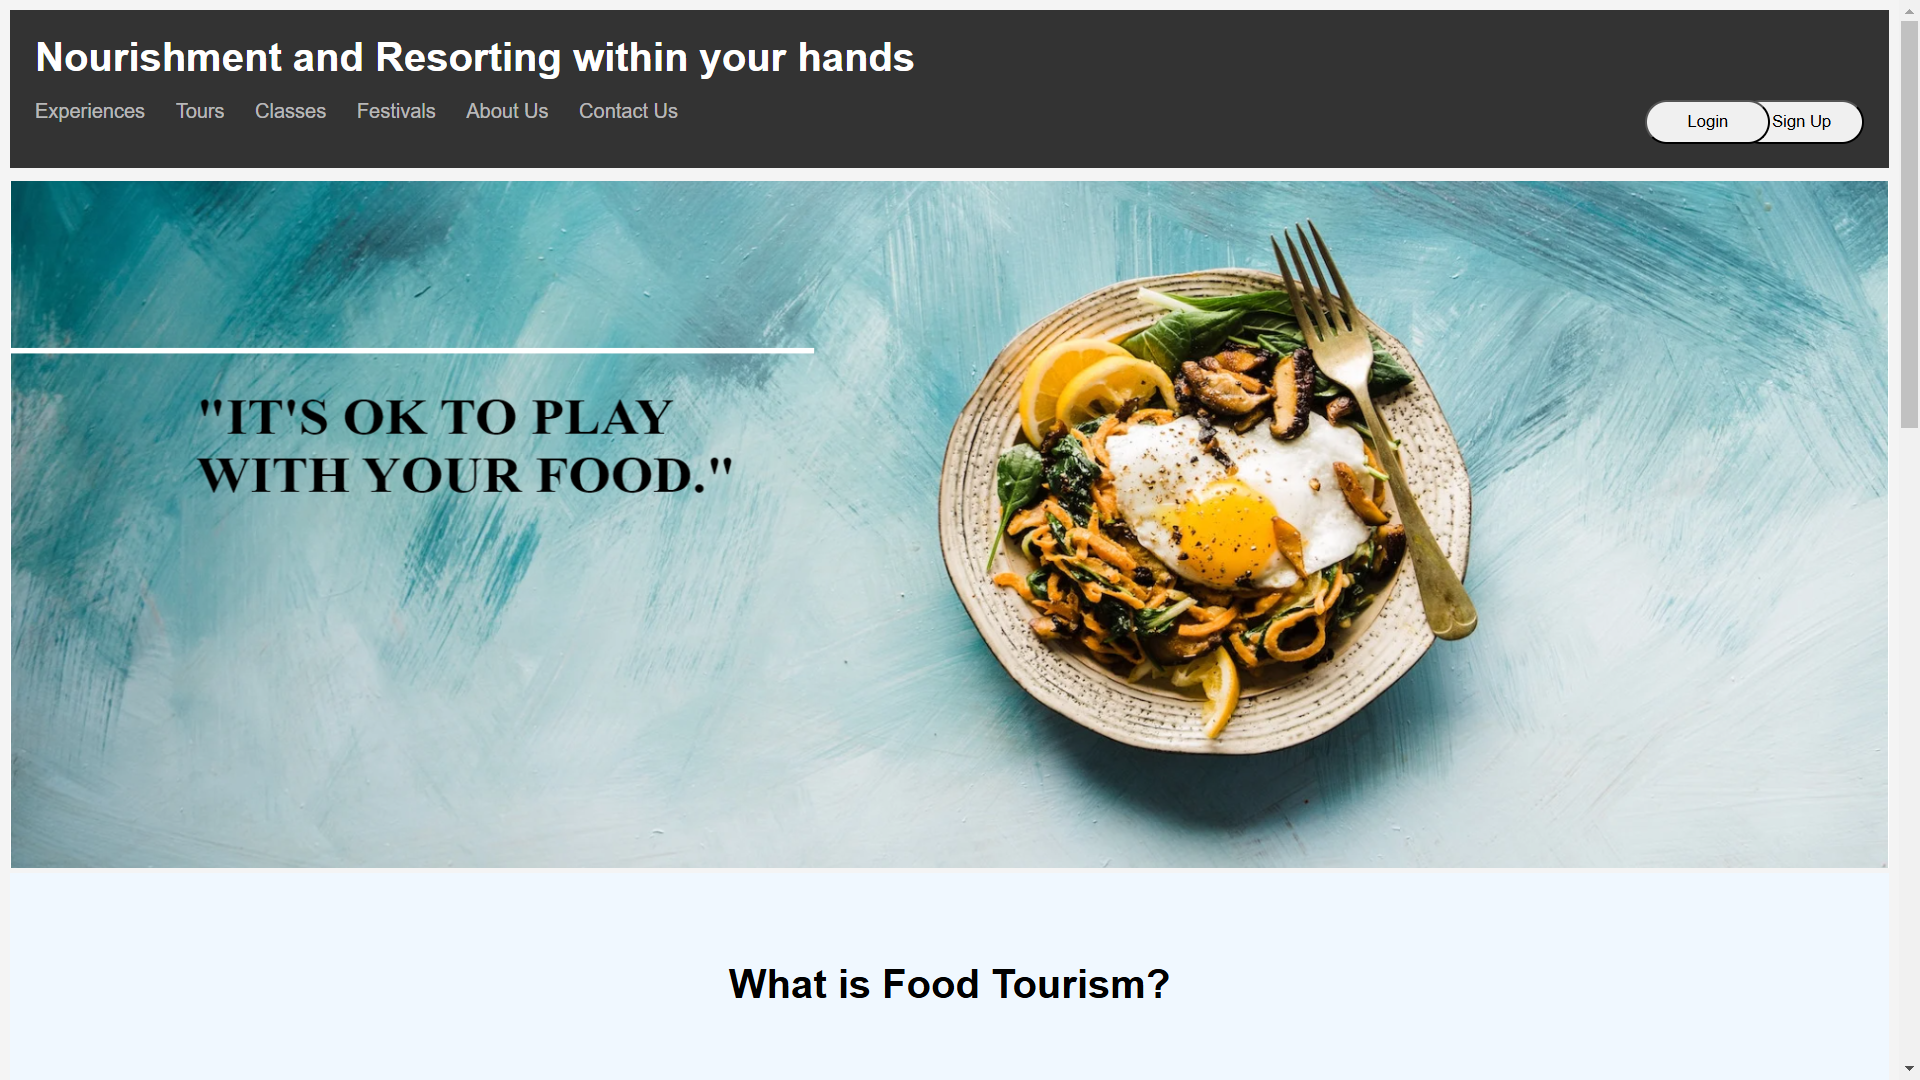 Nourishment and Resorting within your hands
Experiences Tours Classes Festivals About Us Contact Us
Login Sign Up
"IT'S OK TO PLAY
WITH YOUR FOOD."
What is Food Tourism?